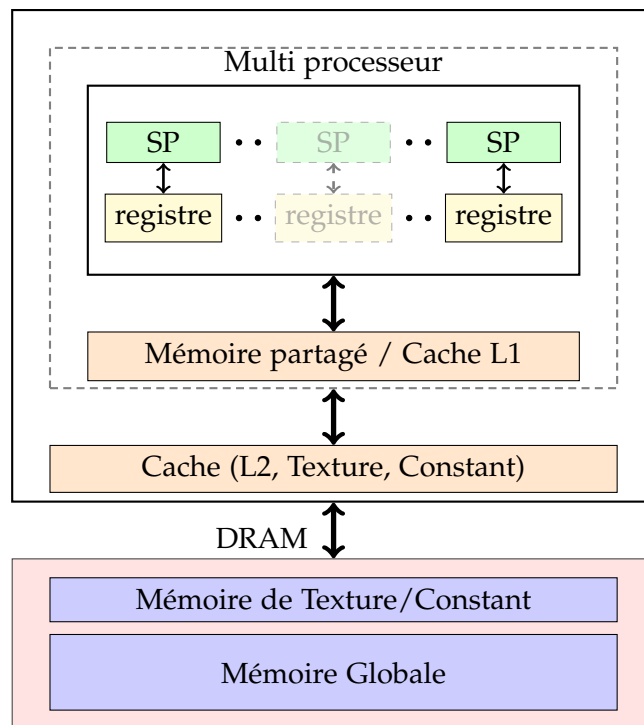 Multi processeur
SP • • SP • • SP
registre • • registre • • registre
Mémoire partagé / Cache L1
Cache (L2, Texture, Constant)
DRAM
Mémoire de Texture/Constant
Mémoire Globale